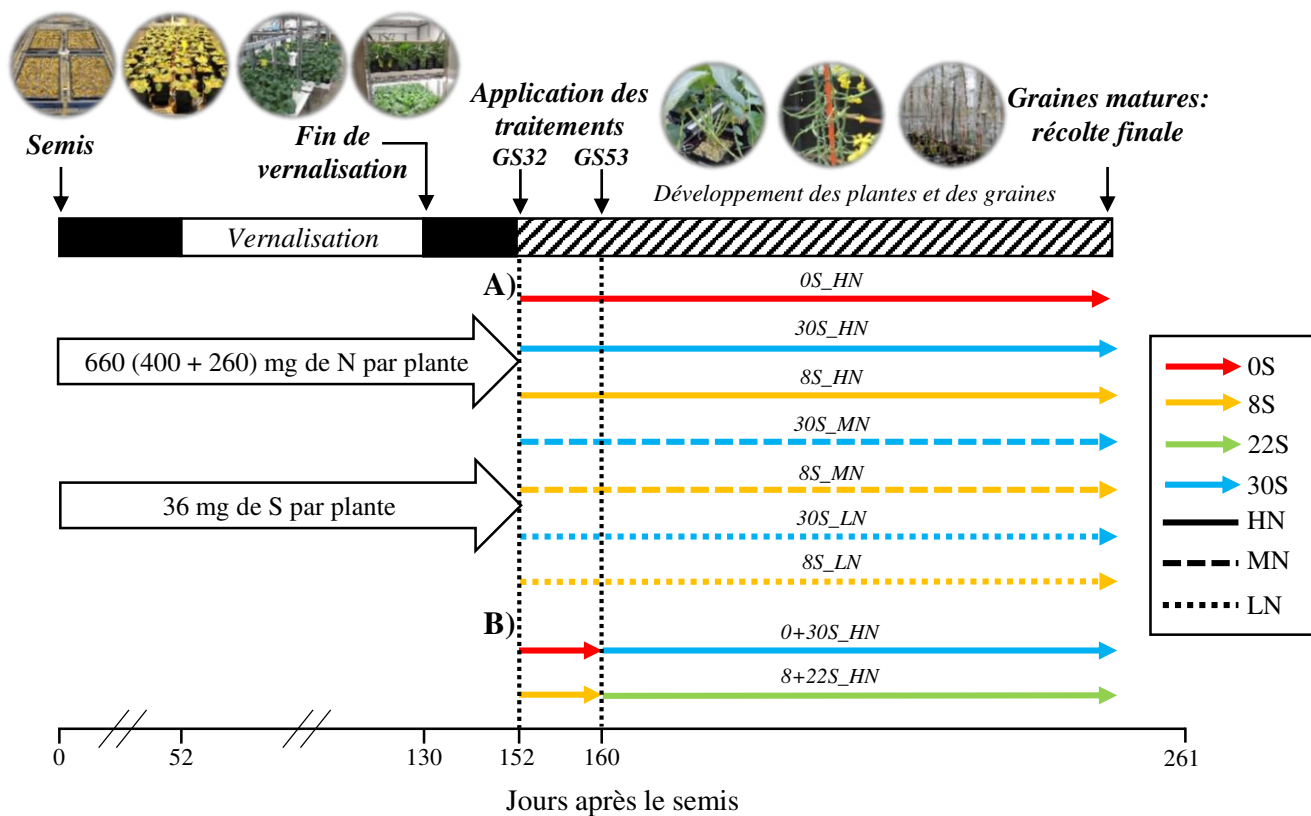 Semis
Fin de
vernalisation
Application des
traitements
GS32 GS53
Graines matures:
récolte finale
Développement des plantes et des graines
Vernalisation
A)
0S_HN
30S_HN
660 (400 + 260) mg de N par plante
8S_HN
30S_MN
8S_MN
36 mg de S par plante
30S_LN
8S_LN
B)
0+30S_HN
8+22S_HN
0S
8S
22S
30S
HN
MN
LN
0 52 130 152 160 261
Jours après le semis